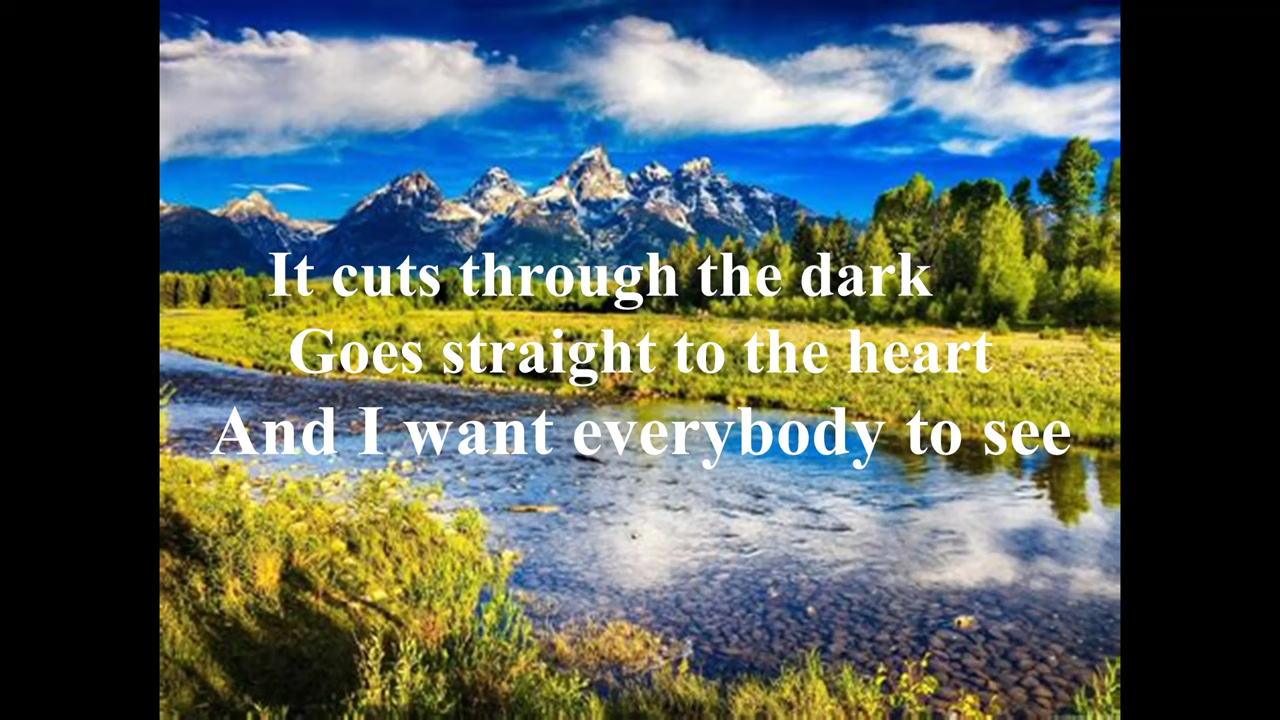 It cuts through the dark
Goes straight to the heart
And I want everybody to see